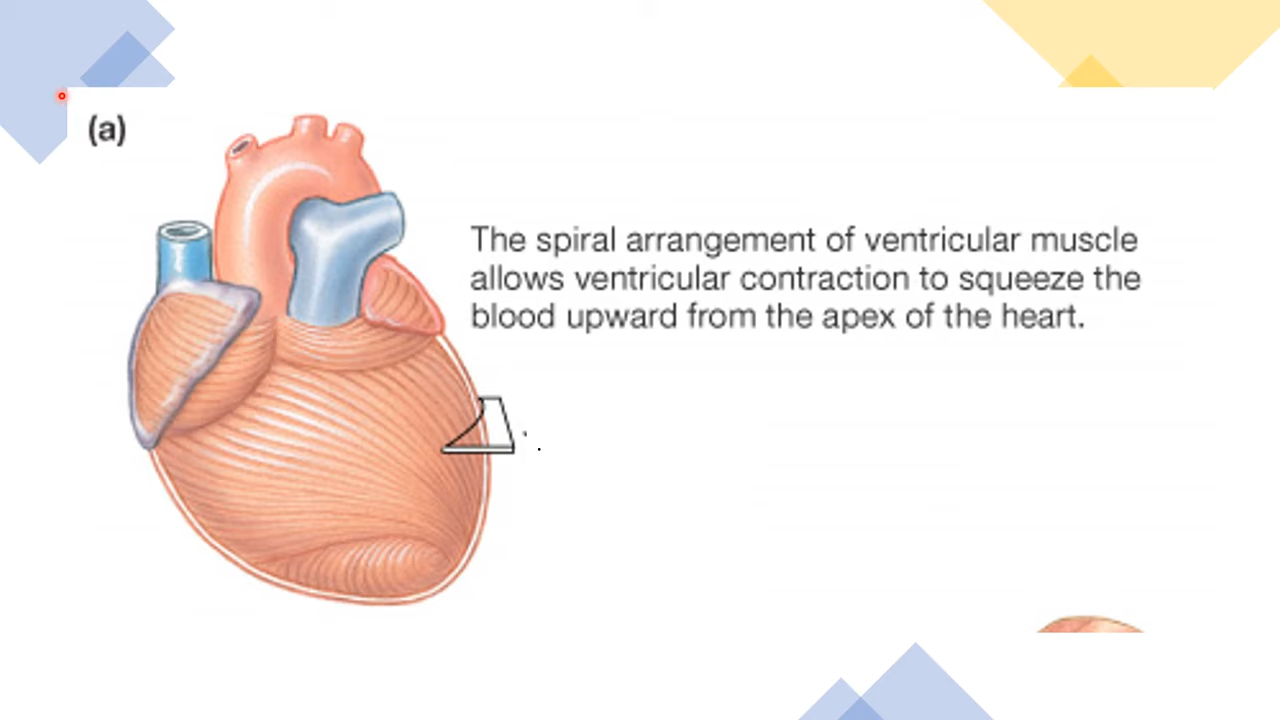 (a)
The spiral arrangement of ventricular muscle
allows ventricular contraction to squeeze the
blood upward from the apex of the heart.